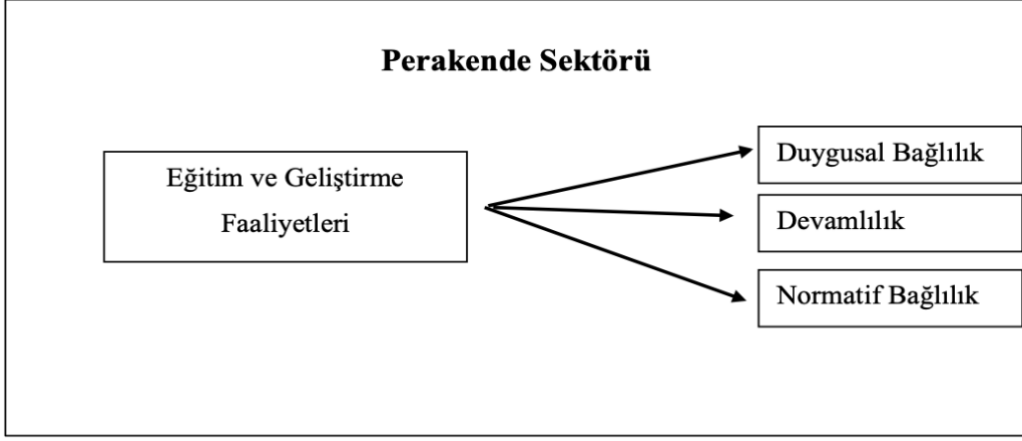 Perakende Sektörü
Eğitim ve Geliştirme
Faaliyetleri
Duygusal Bağlılık
Devamlılık
Normatif Bağlılık